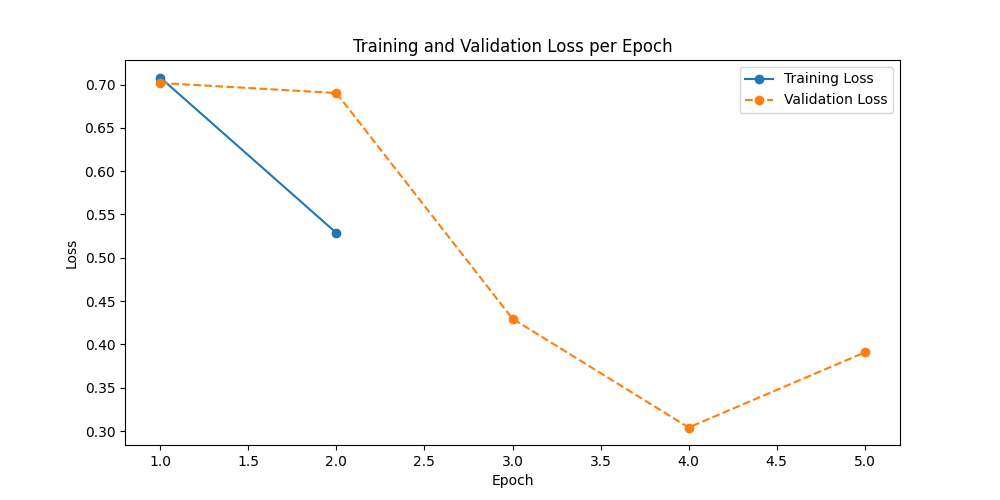 Training and Validation Loss per Epoch
Training Loss
Validation Loss
Loss
0.70
0.65
0.60
0.55
0.50
0.45
0.40
0.35
0.30
1.0 1.5 2.0 2.5 3.0 3.5 4.0 4.5 5.0
Epoch